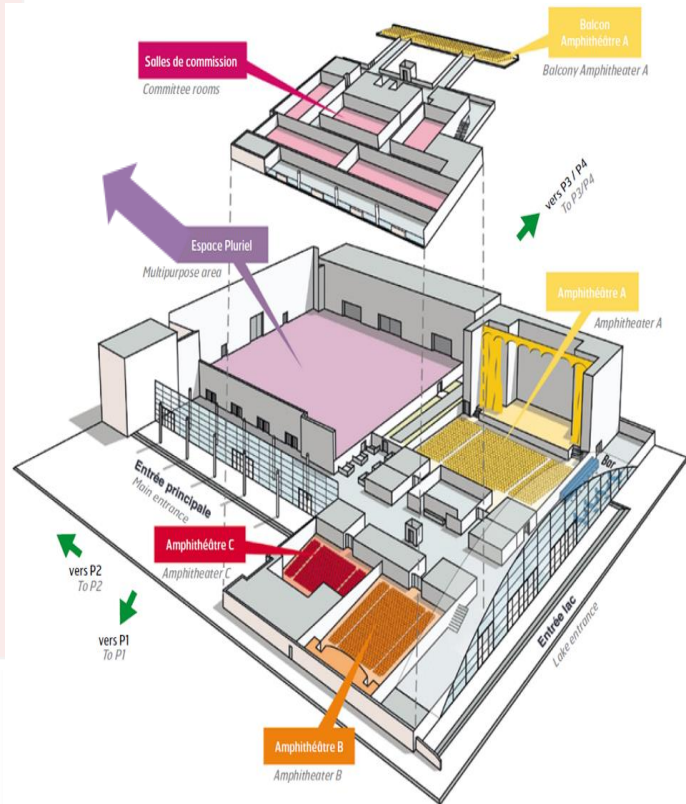 Balcon
Amphithéâtre A
Balcony Amphitheater A
Salles de commission
Committee rooms
vers P3 / P4
To P3/P4
Espace Pluriel
Multipurpose area
Amphithéâtre A
Amphitheater A
Bar
Entrée principale
Main entrance
Amphithéâtre C
Amphitheater C
vers P2
To P2
vers P1
To P1
Entrée lac
Lake entrance
Amphithéâtre B
Amphitheater B